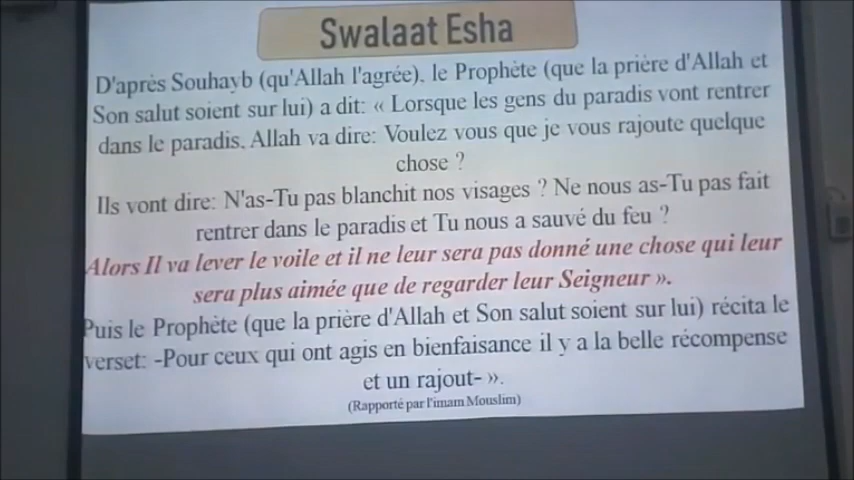 Swalaat Esha
D'après Souhayb (qu'Allah l'agrée), le Prophète (que la prière d'Allah et
Son salut soient sur lui) a dit: « Lorsque les gens du paradis vont rentrer
dans le paradis, Allah va dire: Voulez vous que je vous rajoute quelque
chose ?
Ils vont dire: N'as-Tu pas blanchit nos visages ? Ne nous as-Tu pas fait
rentrer dans le paradis et Tu nous a sauvé du feu ?
Alors Il va lever le voile et il ne leur sera pas donné une chose qui leur
sera plus aimée que de regarder leur Seigneur ».
Puis le Prophète (que la prière d'Allah et Son salut soient sur lui) récita le
verset: -Pour ceux qui ont agis en bienfaisance il y a la belle récompense
et un rajout- ».
(Rapporté par l'imam Mouslim)